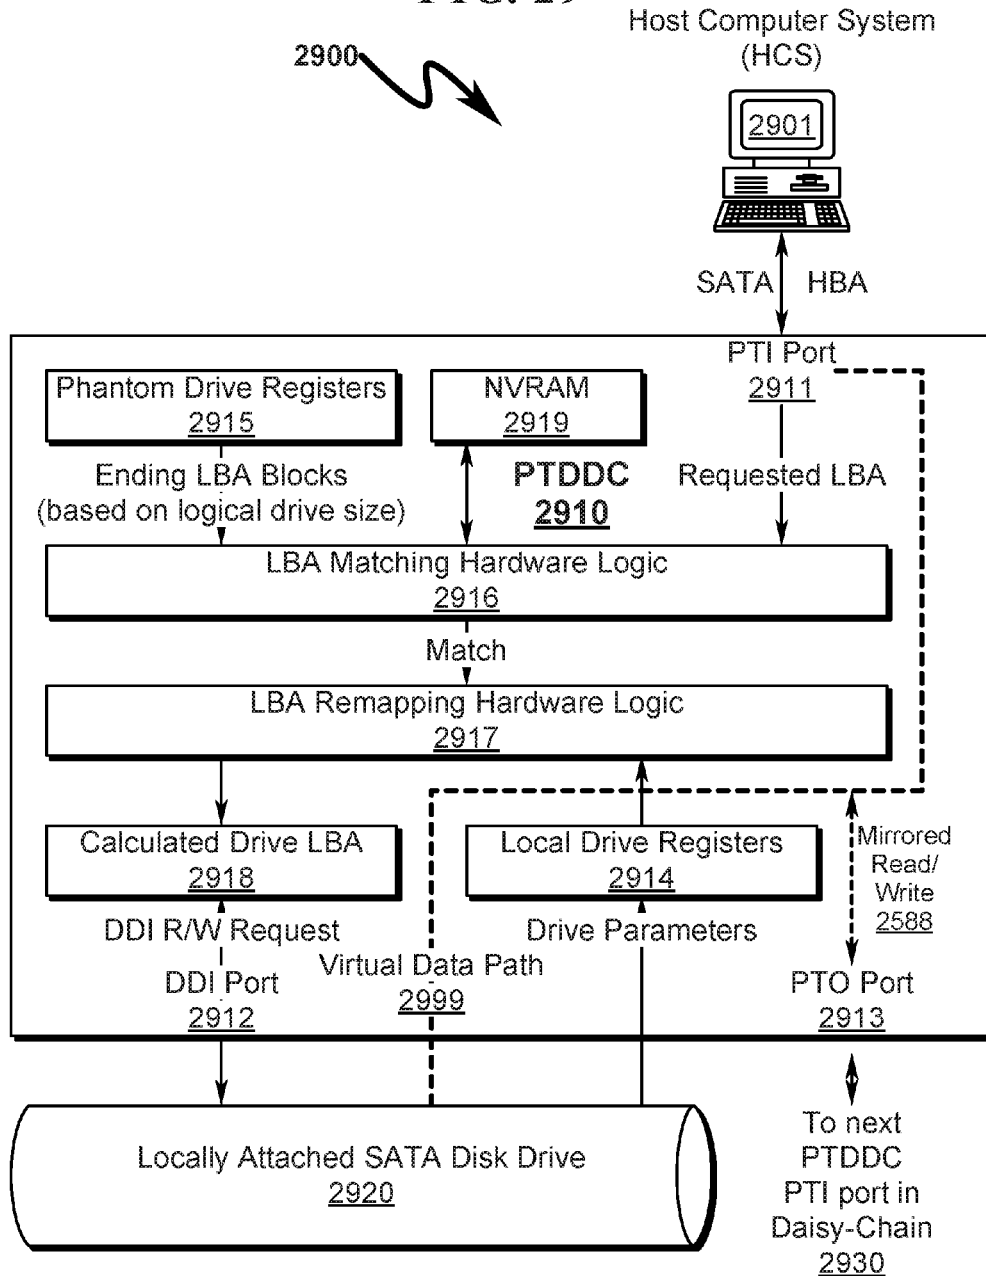 FIG. 29
Host Computer System
(HCS)
2900
2901
SATA HBA
PTI Port
2911
Phantom Drive Registers
2915
NVRAM
2919
Ending LBA Blocks
(based on logical drive size)
PTDDC
2910
Requested LBA
LBA Matching Hardware Logic
2916
Match
LBA Remapping Hardware Logic
2917
Calculated Drive LBA
2918
Local Drive Registers
2914
Mirrored
Read/
Write
2588
DDI R/W Request
Drive Parameters
Virtual Data Path
2999
DDI Port
2912
PTO Port
2913
Locally Attached SATA Disk Drive
2920
To next
PTDDC
PTI port in
Daisy-Chain
2930